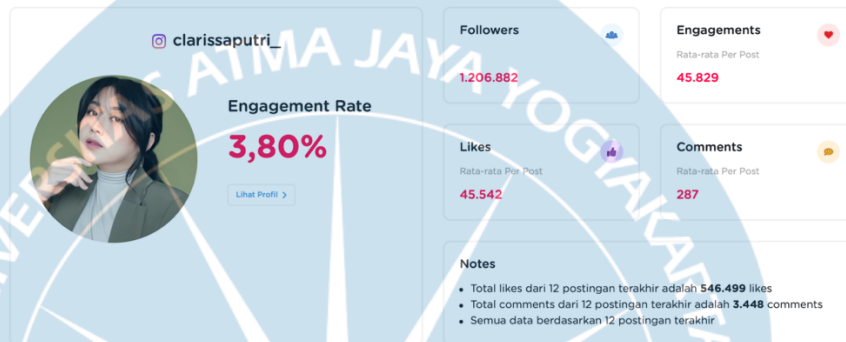 clarissaputri_
Engagement Rate
3,80%
Lihat Profil >
Followers
1.206.882
Engagements
Rata-rata Per Post
45.829
Likes
Rata-rata Per Post
45.542
Comments
Rata-rata Per Post
287
Notes
• Total likes dari 12 postingan terakhir adalah 546.499 likes
• Total comments dari 12 postingan terakhir adalah 3.448 comments
• Semua data berdasarkan 12 postingan terakhir
ATMA JAYA YOGYAKARTA